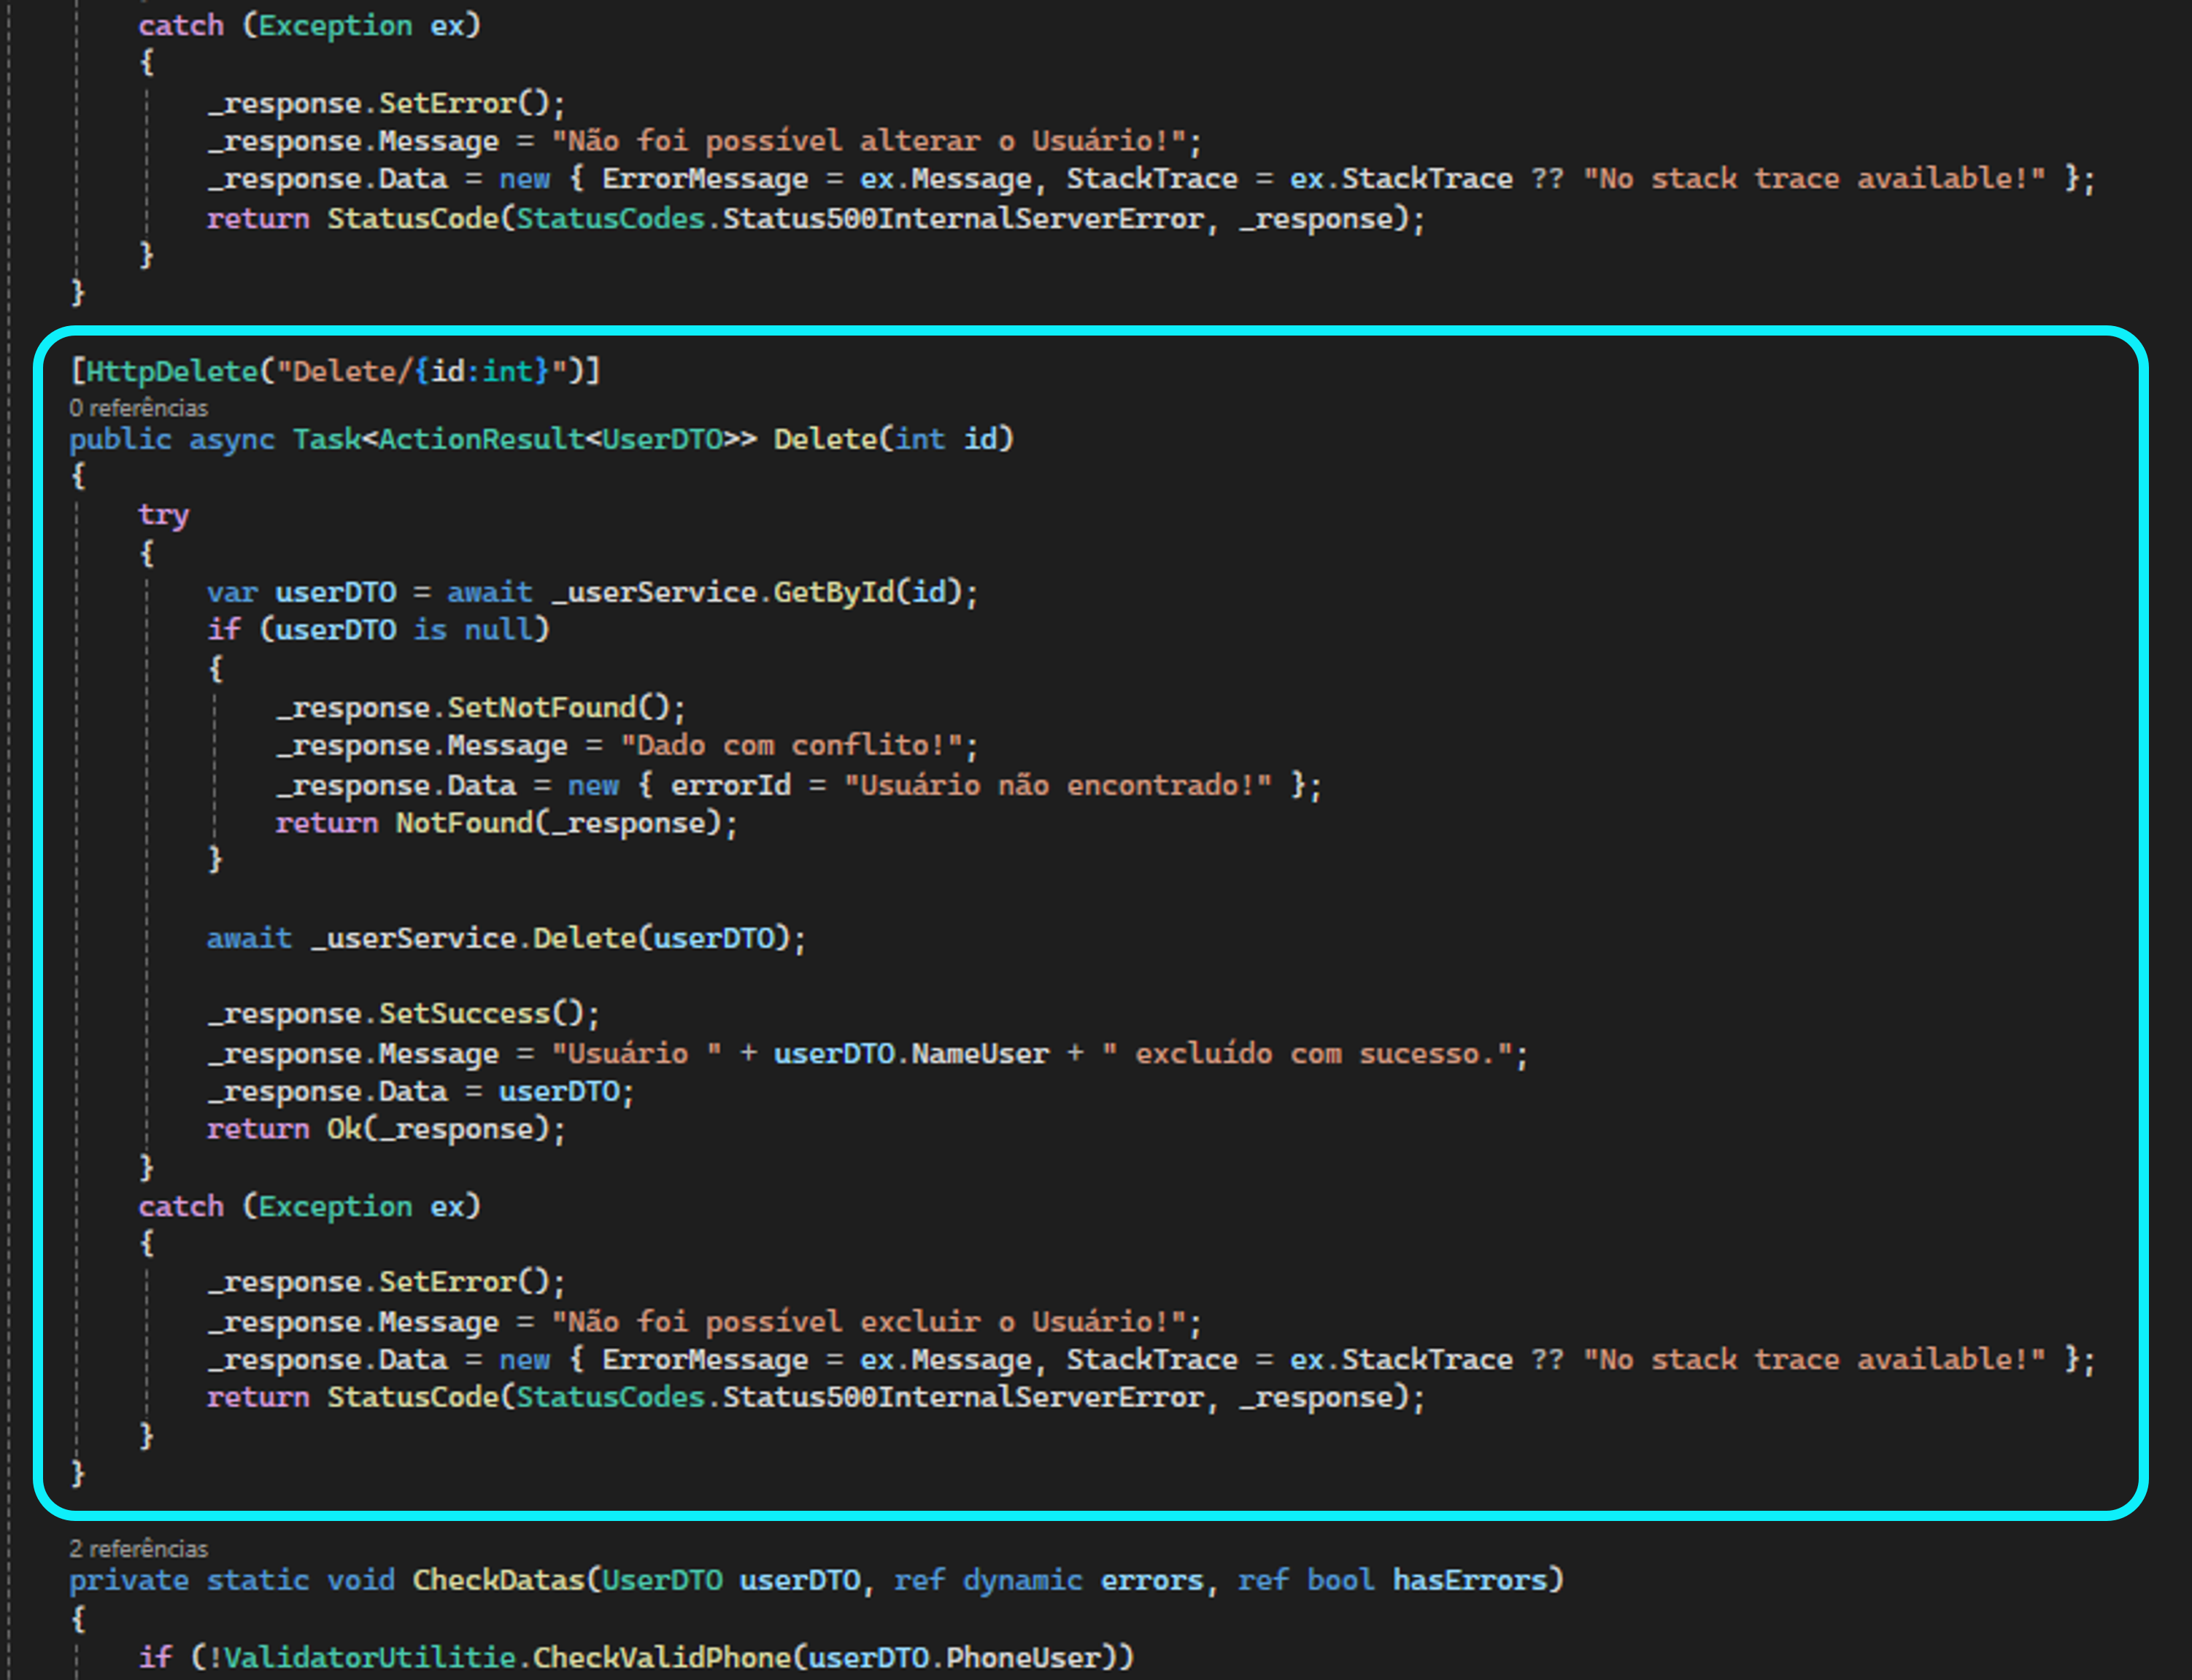 catch (Exception ex)
{
_response.SetError();
_response.Message = "Não foi possível alterar o Usuário!";
_response.Data = new { ErrorMessage = ex.Message, StackTrace = ex.StackTrace ?? "No stack trace available!" };
return StatusCode(StatusCodes.Status500InternalServerError, _response);
}
}
[HttpDelete("Delete/{id:int}")]
0 referências
public async Task<ActionResult<UserDTO>> Delete(int id)
{
try
{
var userDTO = await _userService.GetById(id);
if (userDTO is null)
{
_response.SetNotFound();
_response.Message = "Dado com conflito!";
_response.Data = new { errorId = "Usuário não encontrado!" };
return NotFound(_response);
}
await _userService.Delete(userDTO);
_response.SetSuccess();
_response.Message = "Usuário " + userDTO.NameUser + " excluído com sucesso.";
_response.Data = userDTO;
return Ok(_response);
}
catch (Exception ex)
{
_response.SetError();
_response.Message = "Não foi possível excluir o Usuário!";
_response.Data = new { ErrorMessage = ex.Message, StackTrace = ex.StackTrace ?? "No stack trace available!" };
return StatusCode(StatusCodes.Status500InternalServerError, _response);
}
}
2 referências
private static void CheckDatas(UserDTO userDTO, ref dynamic errors, ref bool hasErrors)
{
if (!ValidatorUtilitie.CheckValidPhone(userDTO.PhoneUser))